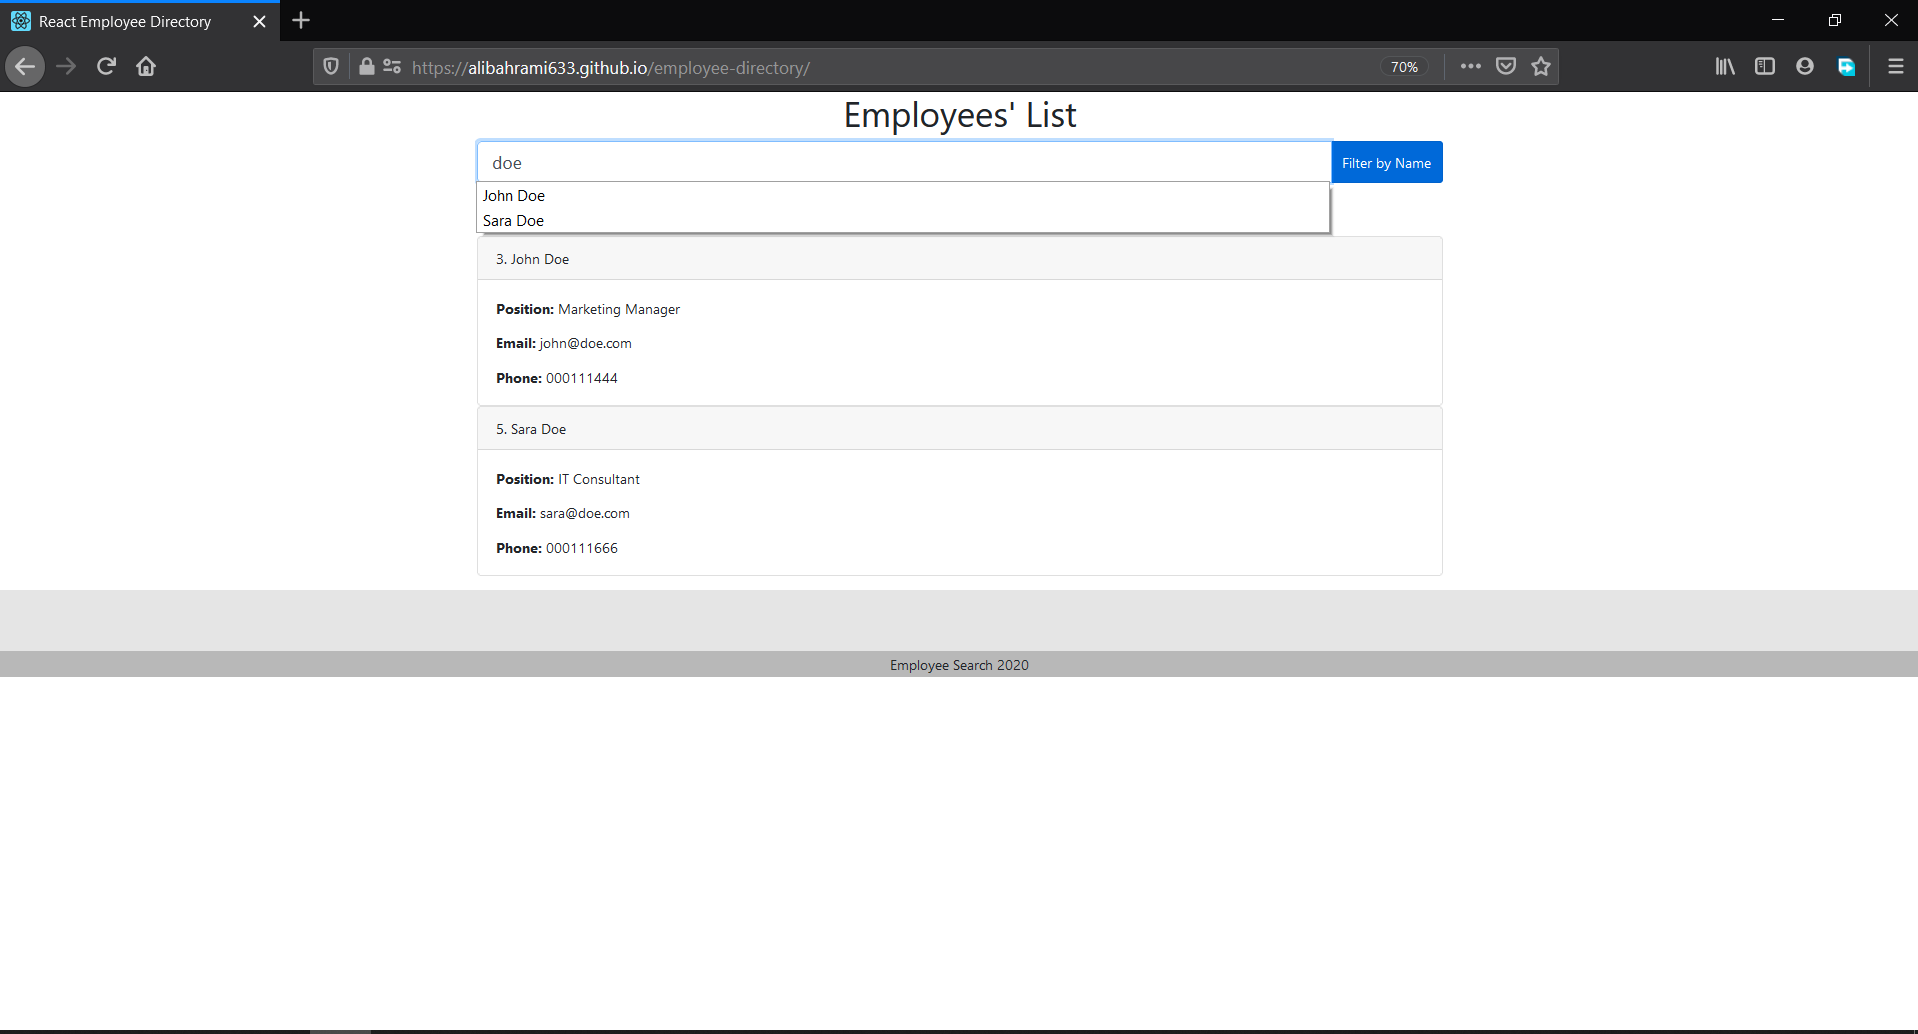 React Employee Directory
https://alibahrami633.github.io/employee-directory/
70%
Employees' List
doe
Filter by Name
John Doe
Sara Doe
3. John Doe
Position: Marketing Manager
Email: john@doe.com
Phone: 000111444
5. Sara Doe
Position: IT Consultant
Email: sara@doe.com
Phone: 000111666
Employee Search 2020